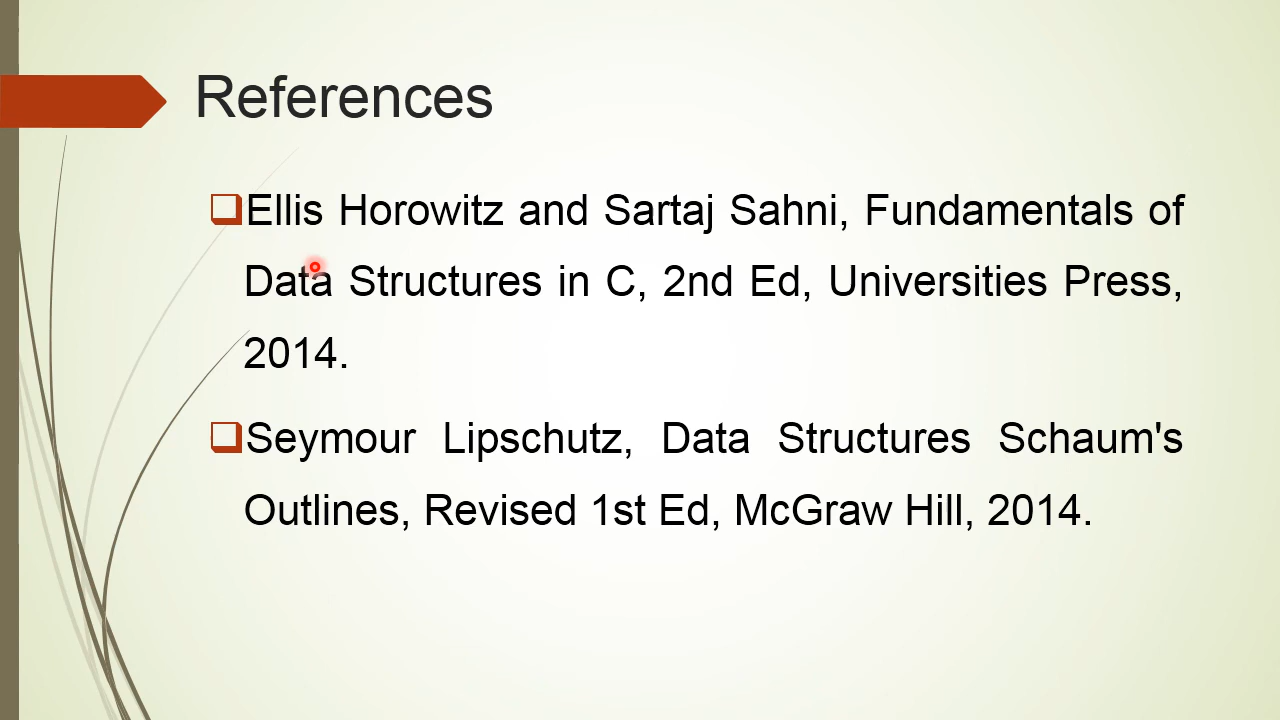 References
Ellis Horowitz and Sartaj Sahni, Fundamentals of
Data Structures in C, 2nd Ed, Universities Press,
2014.
Seymour Lipschutz, Data Structures Schaum's
Outlines, Revised 1st Ed, McGraw Hill, 2014.